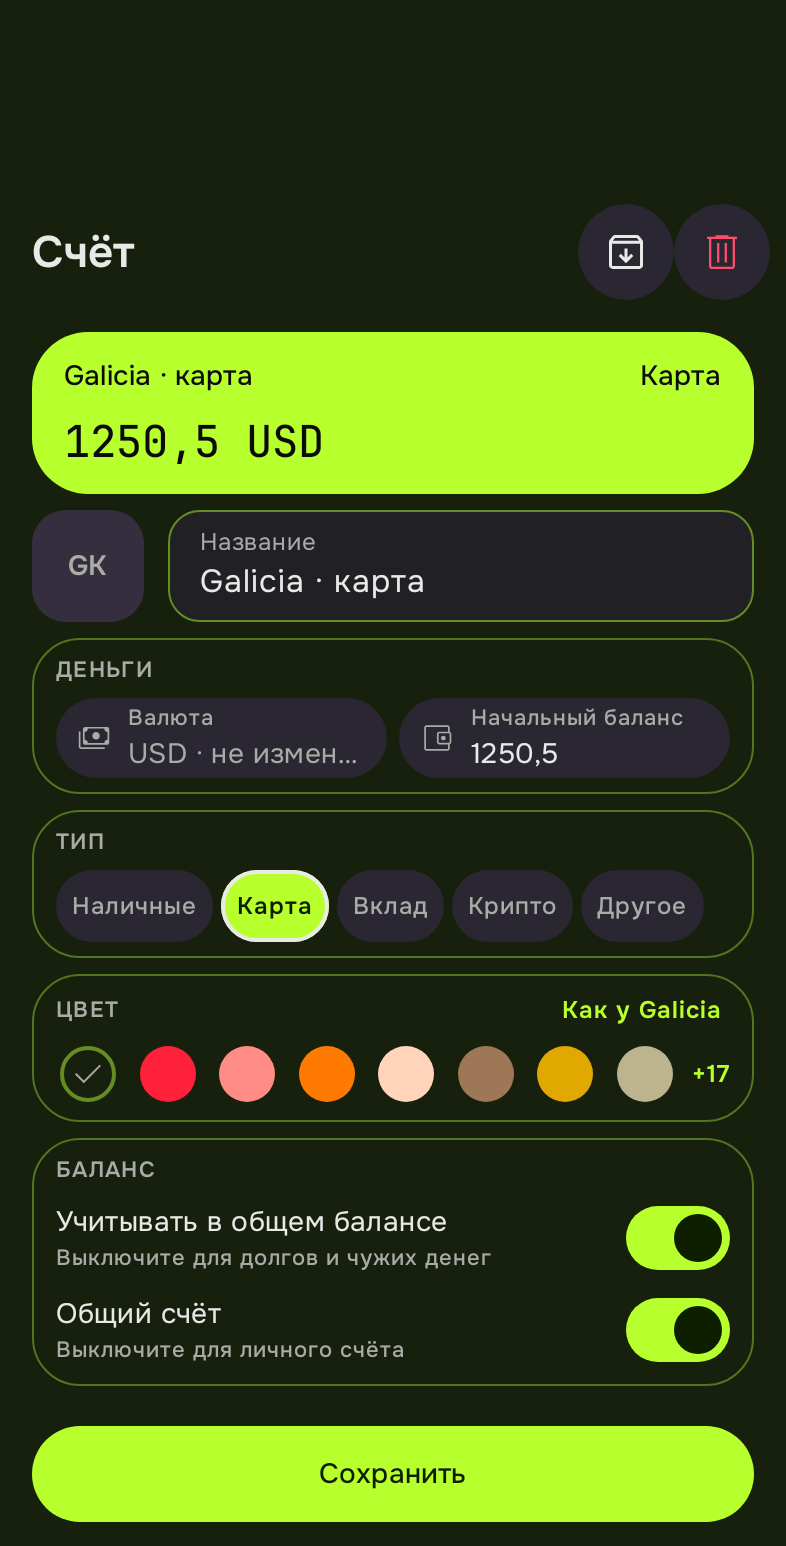 Счёт
Galicia · карта
Карта
1250,5 USD
GK
Название
Galicia · карта
ДЕНЬГИ
Валюта
USD · не измен...
Начальный баланс
1250,5
ТИП
Наличные
Карта
Вклад
Крипто
Другое
ЦВЕТ
Как у Galicia
+17
БАЛАНС
Учитывать в общем балансе
Выключите для долгов и чужих денег
Общий счёт
Выключите для личного счёта
Сохранить